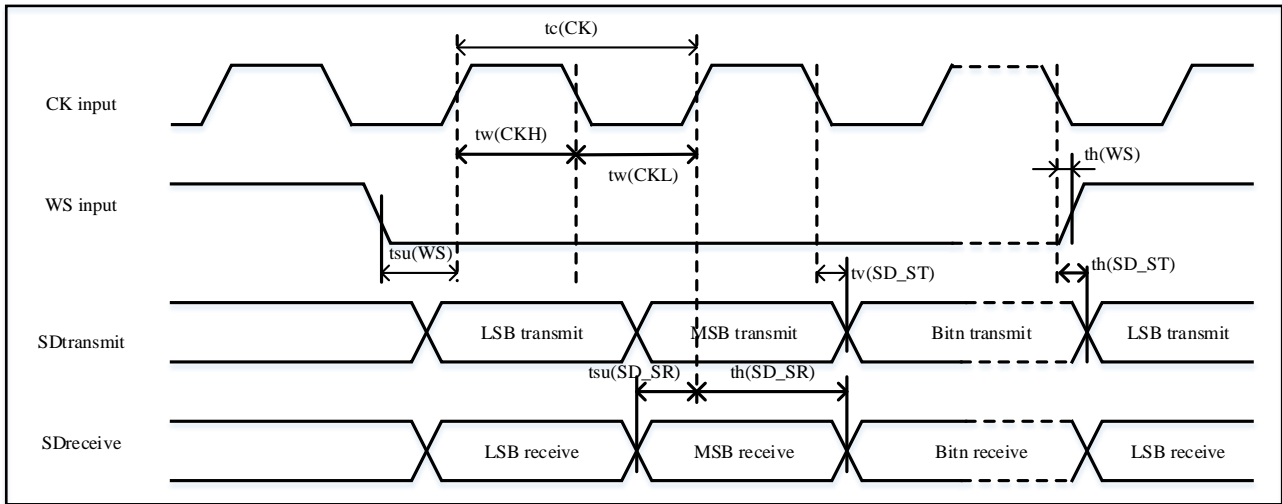 tc(CK)
CK input
tw(CKH)
tw(CKL)
th(WS)
WS input
tsu(WS)
tv(SD_ST)
th(SD_ST)
SDtransmit
LSB transmit
MSB transmit
Bitn transmit
LSB transmit
tsu(SD_SR)
th(SD_SR)
SDreceive
LSB receive
MSB receive
Bitn receive
LSB receive